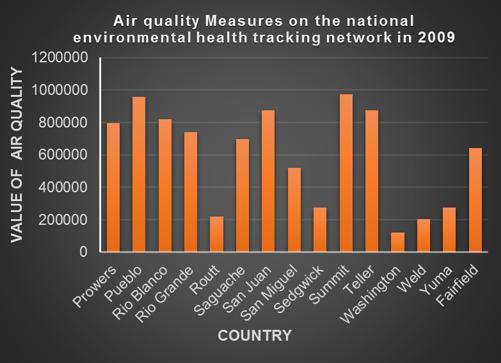 Air quality Measures on the national
environmental health tracking network in 2009
VALUE OF AIR QUALITY
1200000
1000000
800000
600000
400000
200000
0
Prowers
Pueblo
Rio Blanco
Rio Grande
Routt
Saguache
San Juan
San Miguel
Sedgwick
Summit
Teller
Washington
Weld
Yuma
Fairfield
COUNTRY